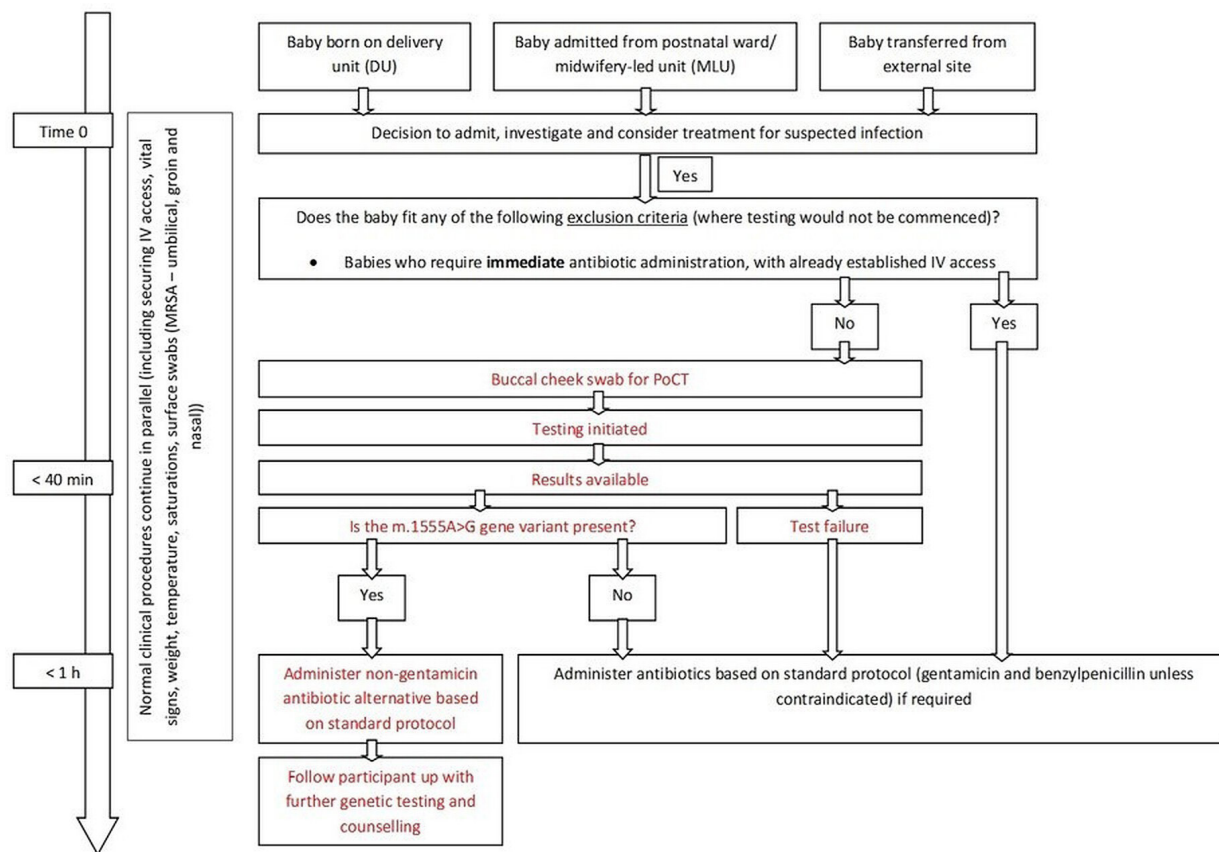 Baby born on delivery
unit (DU)
Baby admitted from postnatal ward/
midwifery-led unit (MLU)
Baby transferred from
external site
Time 0
Decision to admit, investigate and consider treatment for suspected infection
Yes
Does the baby fit any of the following exclusion criteria (where testing would not be commenced)?
• Babies who require immediate antibiotic administration, with already established IV access
No
Yes
Normal clinical procedures continue in parallel (including securing IV access, vital
signs, weight, temperature, saturations, surface swabs (MRSA – umbilical, groin and
nasal))
Buccal cheek swab for PoCT
Testing initiated
< 40 min
Results available
Is the m.1555A>G gene variant present?
Test failure
Yes
No
< 1 h
Administer non-gentamicin
antibiotic alternative based
on standard protocol
Administer antibiotics based on standard protocol (gentamicin and benzylpenicillin unless
contraindicated) if required
Follow participant up with
further genetic testing and
counselling